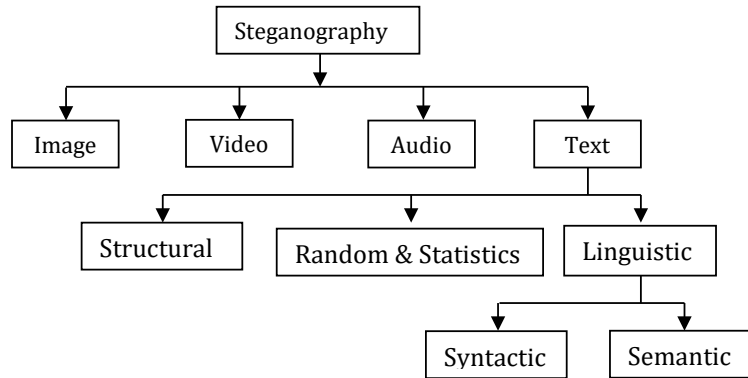 Steganography
Image
Video
Audio
Text
Structural
Random & Statistics
Linguistic
Syntactic
Semantic